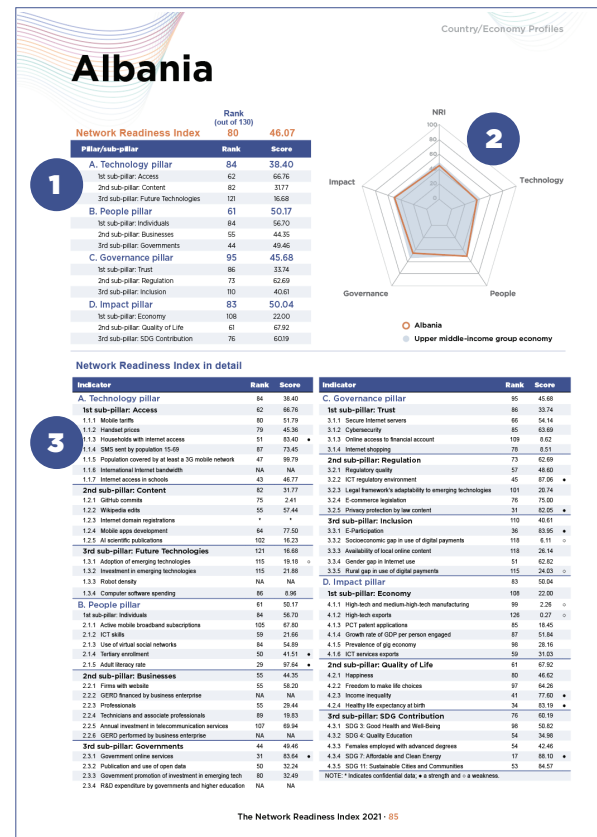 Country/Economy Profiles
Albania
Rank
(out of 130)
Network Readiness Index 80 46.07
Pillar/sub-pillar Rank Score
A. Technology pillar 84 38.40
1st sub-pillar: Access 62 66.76
2nd sub-pillar: Content 82 31.77
3rd sub-pillar: Future Technologies 121 16.68
B. People pillar 61 50.17
1st sub-pillar: Individuals 84 56.70
2nd sub-pillar: Businesses 55 44.35
3rd sub-pillar: Governments 44 49.46
C. Governance pillar 95 45.68
1st sub-pillar: Trust 86 33.74
2nd sub-pillar: Regulation 73 62.69
3rd sub-pillar: Inclusion 110 40.61
D. Impact pillar 83 50.04
1st sub-pillar: Economy 108 22.00
2nd sub-pillar: Quality of Life 61 67.92
3rd sub-pillar: SDG Contribution 76 60.19
1
2
NRI
100
80
60
40
20
0
Impact
Technology
Governance
People
Albania
Upper middle-income group economy
Network Readiness Index in detail
3
Indicator Rank Score
A. Technology pillar 84 38.40
1st sub-pillar: Access 62 66.76
1.1.1 Mobile tariffs 80 51.79
1.1.2 Handset prices 79 45.36
1.1.3 Households with internet access 51 83.40 ●
1.1.4 SMS sent by population 15-69 87 73.45
1.1.5 Population covered by at least a 3G mobile network 47 99.79
1.1.6 International Internet bandwidth NA NA
1.1.7 Internet access in schools 43 46.77
2nd sub-pillar: Content 82 31.77
1.2.1 GitHub commits 75 2.41
1.2.2 Wikipedia edits 55 57.44
1.2.3 Internet domain registrations * *
1.2.4 Mobile apps development 64 77.50
1.2.5 AI scientific publications 102 16.23
3rd sub-pillar: Future Technologies 121 16.68
1.3.1 Adoption of emerging technologies 115 19.18 ○
1.3.2 Investment in emerging technologies 115 21.88
1.3.3 Robot density NA NA
1.3.4 Computer software spending 86 8.96
B. People pillar 61 50.17
1st sub-pillar: Individuals 84 56.70
2.1.1 Active mobile broadband subscriptions 105 67.80
2.1.2 ICT skills 59 21.66
2.1.3 Use of virtual social networks 84 54.89
2.1.4 Tertiary enrollment 50 41.51 ●
2.1.5 Adult literacy rate 29 97.64 ●
2nd sub-pillar: Businesses 55 44.35
2.2.1 Firms with website 55 58.20
2.2.2 GERD financed by business enterprise NA NA
2.2.3 Professionals 55 29.44
2.2.4 Technicians and associate professionals 89 19.83
2.2.5 Annual investment in telecommunication services 107 69.94
2.2.6 GERD performed by business enterprise NA NA
3rd sub-pillar: Governments 44 49.46
2.3.1 Government online services 31 83.64 ●
2.3.2 Publication and use of open data 50 32.24
2.3.3 Government promotion of investment in emerging tech 80 32.49
2.3.4 R&D expenditure by governments and higher education NA NA
Indicator Rank Score
C. Governance pillar 95 45.68
1st sub-pillar: Trust 86 33.74
3.1.1 Secure Internet servers 66 54.14
3.1.2 Cybersecurity 85 63.69
3.1.3 Online access to financial account 109 8.62
3.1.4 Internet shopping 78 8.51
2nd sub-pillar: Regulation 73 62.69
3.2.1 Regulatory quality 57 48.60
3.2.2 ICT regulatory environment 45 87.06 ●
3.2.3 Legal framework's adaptability to emerging technologies 101 20.74
3.2.4 E-commerce legislation 76 75.00
3.2.5 Privacy protection by law content 31 82.05 ●
3rd sub-pillar: Inclusion 110 40.61
3.3.1 E-Participation 36 83.95 ●
3.3.2 Socioeconomic gap in use of digital payments 118 6.11 ○
3.3.3 Availability of local online content 118 26.14
3.3.4 Gender gap in Internet use 51 62.82
3.3.5 Rural gap in use of digital payments 115 24.03 ○
D. Impact pillar 83 50.04
1st sub-pillar: Economy 108 22.00
4.1.1 High-tech and medium-high-tech manufacturing 99 2.26 ○
4.1.2 High-tech exports 126 0.27 ○
4.1.3 PCT patent applications 85 18.45
4.1.4 Growth rate of GDP per person engaged 87 51.84
4.1.5 Prevalence of gig economy 98 28.16
4.1.6 ICT services exports 59 31.03
2nd sub-pillar: Quality of Life 61 67.92
4.2.1 Happiness 80 46.62
4.2.2 Freedom to make life choices 97 64.26
4.2.3 Income inequality 41 77.60 ●
4.2.4 Healthy life expectancy at birth 34 83.19 ●
3rd sub-pillar: SDG Contribution 76 60.19
4.3.1 SDG 3: Good Health and Well-Being 98 50.82
4.3.2 SDG 4: Quality Education 54 34.98
4.3.3 Females employed with advanced degrees 54 42.46
4.3.4 SDG 7: Affordable and Clean Energy 17 88.10 ●
4.3.5 SDG 11: Sustainable Cities and Communities 53 84.57
NOTE: * Indicates confidential data; ● a strength and ○ a weakness.
The Network Readiness Index 2021 · 85